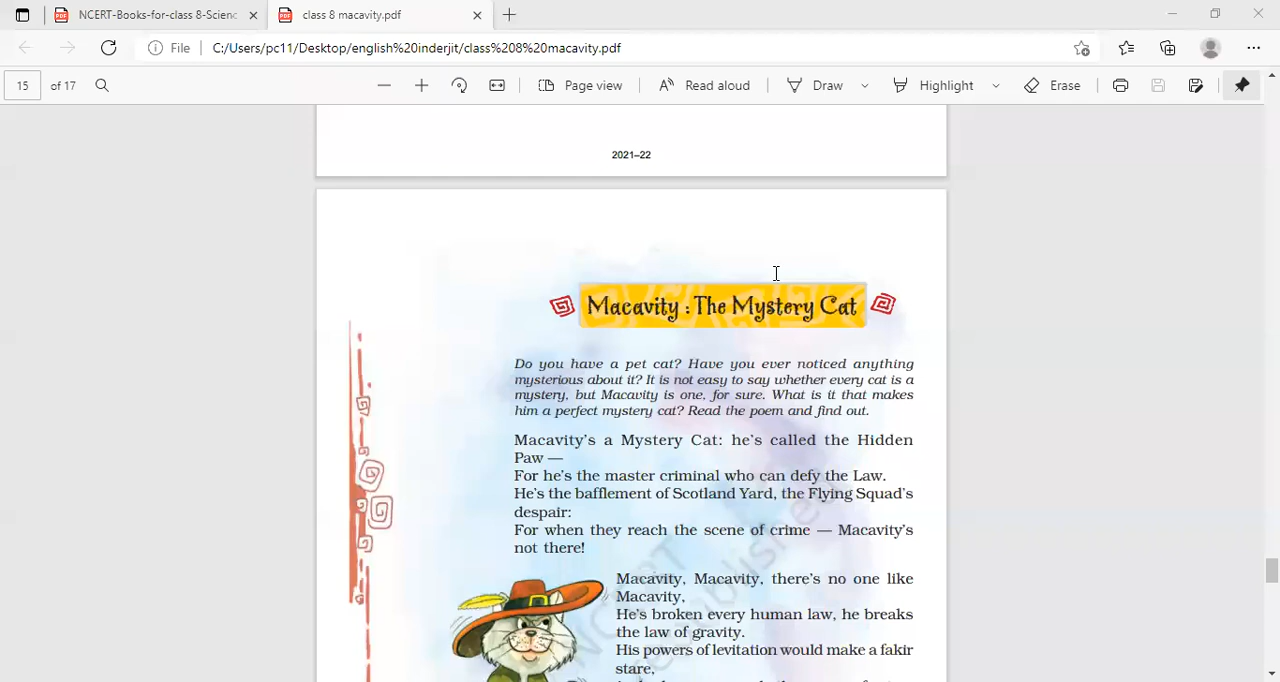 NCERT-Books-for-class 8-Scienc
class 8 macavity.pdf
File
C:/Users/pc11/Desktop/english%20inderjit/class%208%20macavity.pdf
15 of 17
Page view
Read aloud
Draw
Highlight
Erase
2021–22
Macavity : The Mystery Cat
Do you have a pet cat? Have you ever noticed anything
mysterious about it? It is not easy to say whether every cat is a
mystery, but Macavity is one, for sure. What is it that makes
him a perfect mystery cat? Read the poem and find out.
Macavity's a Mystery Cat: he's called the Hidden
Paw —
For he's the master criminal who can defy the Law.
He's the bafflement of Scotland Yard, the Flying Squad's
despair:
For when they reach the scene of crime — Macavity's
not there!
Macavity, Macavity, there's no one like
Macavity,
He's broken every human law, he breaks
the law of gravity.
His powers of levitation would make a fakir
stare,